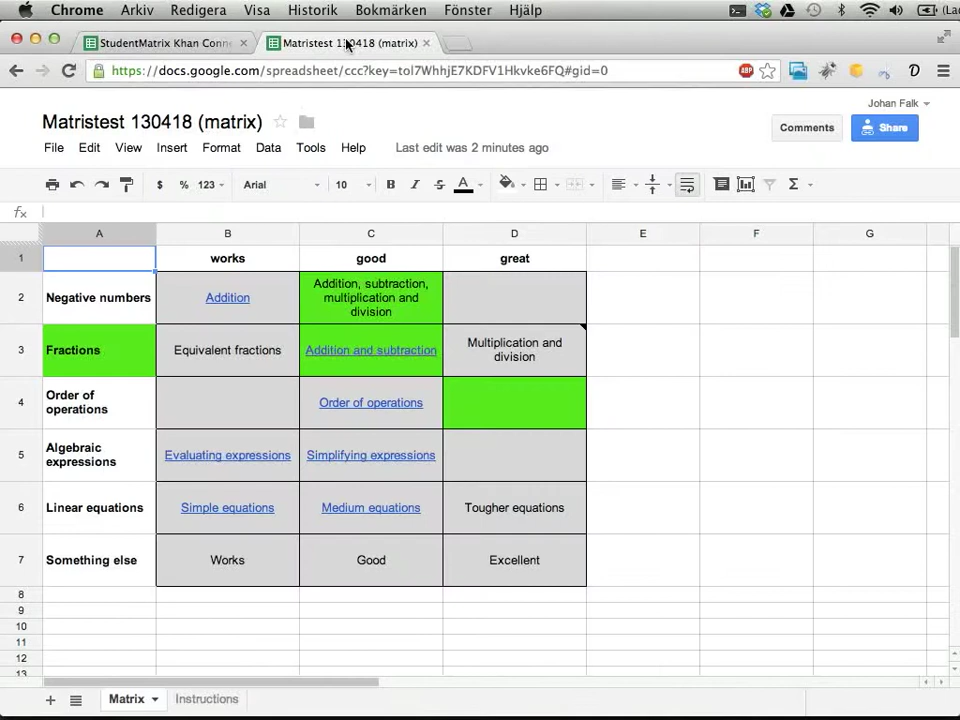 Chrome Arkiv Redigera Visa Historik Bokmärken Fönster Hjälp
StudentMatrix Khan Conn
Matristest 130418 (matrix)
https://docs.google.com/spreadsheet/ccc?key=tol7WhhjE7KDFV1Hkvke6FQ#gid=0
ABP
Johan Falk
Matristest 130418 (matrix)
Comments
Share
File Edit View Insert Format Data Tools Help Last edit was 2 minutes ago
$ % 123 Arial 10 B I S A Σ
fx
A B C D E F G
1 works good great
2 Negative numbers Addition Addition, subtraction, multiplication and division
3 Fractions Equivalent fractions Addition and subtraction Multiplication and division
4 Order of operations Order of operations
5 Algebraic expressions Evaluating expressions Simplifying expressions
6 Linear equations Simple equations Medium equations Tougher equations
7 Something else Works Good Excellent
8
9
10
11
12
13
Matrix Instructions